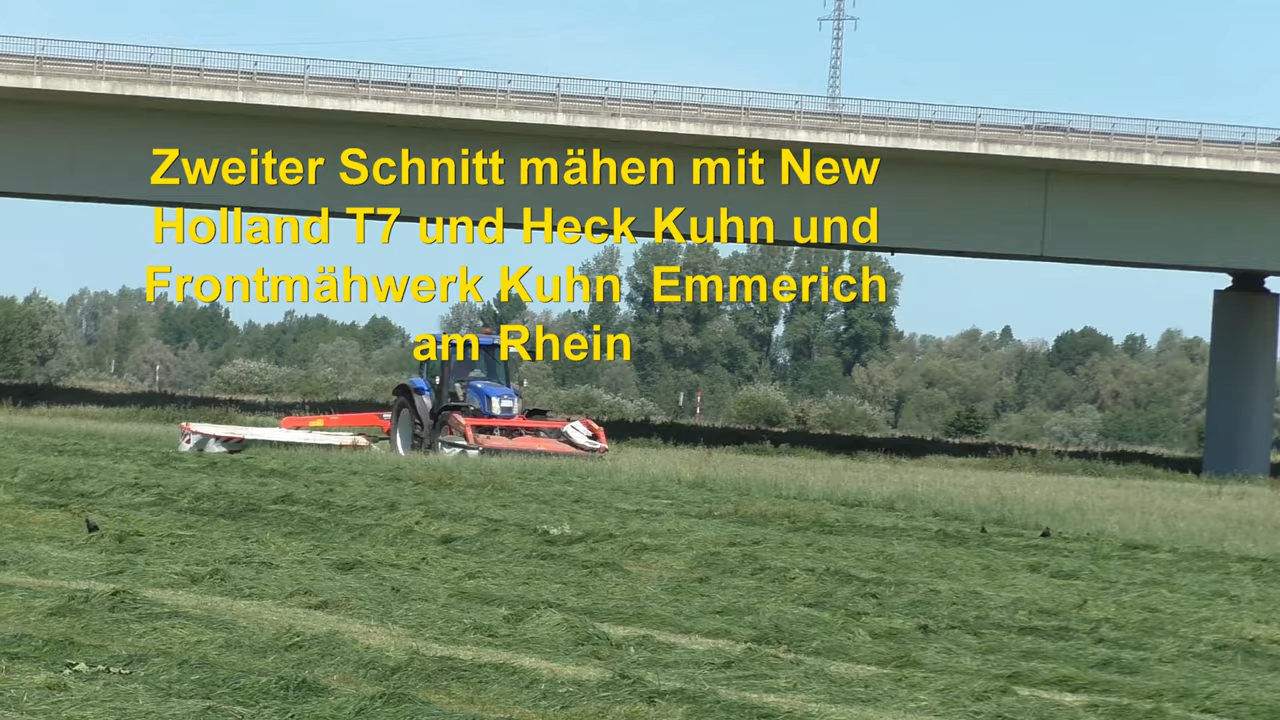 Zweiter Schnitt mähen mit New
Holland T7 und Heck Kuhn und
Frontmähwerk Kuhn Emmerich
am Rhein